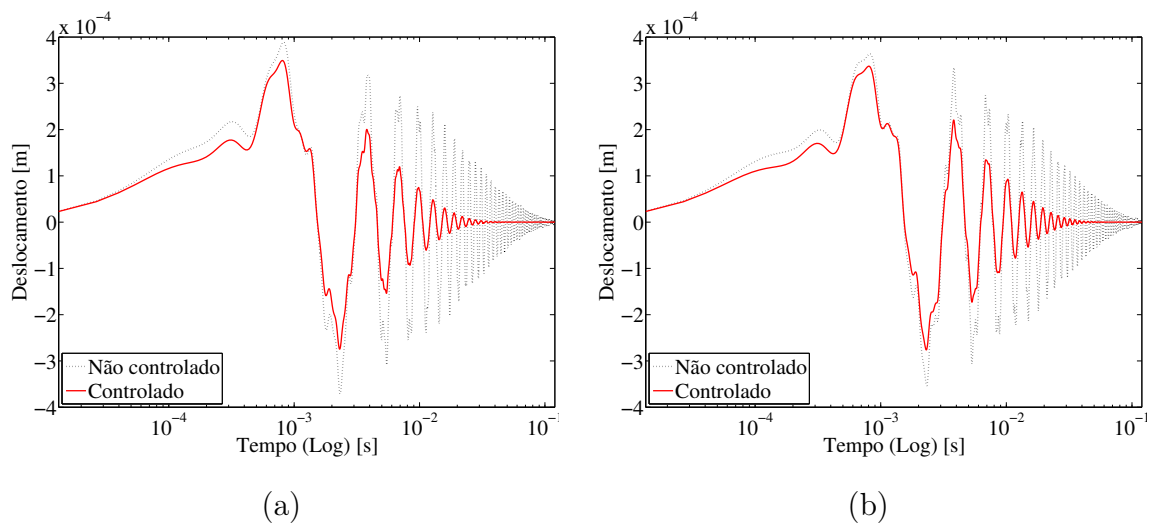 x 10⁻⁴
4
3
2
1
0
−1
−2
−3
−4
Deslocamento [m]
Não controlado
Controlado
10⁻⁴
10⁻³
10⁻²
10⁻¹
Tempo (Log) [s]
(a)
x 10⁻⁴
4
3
2
1
0
−1
−2
−3
−4
Deslocamento [m]
Não controlado
Controlado
10⁻⁴
10⁻³
10⁻²
10⁻¹
Tempo (Log) [s]
(b)